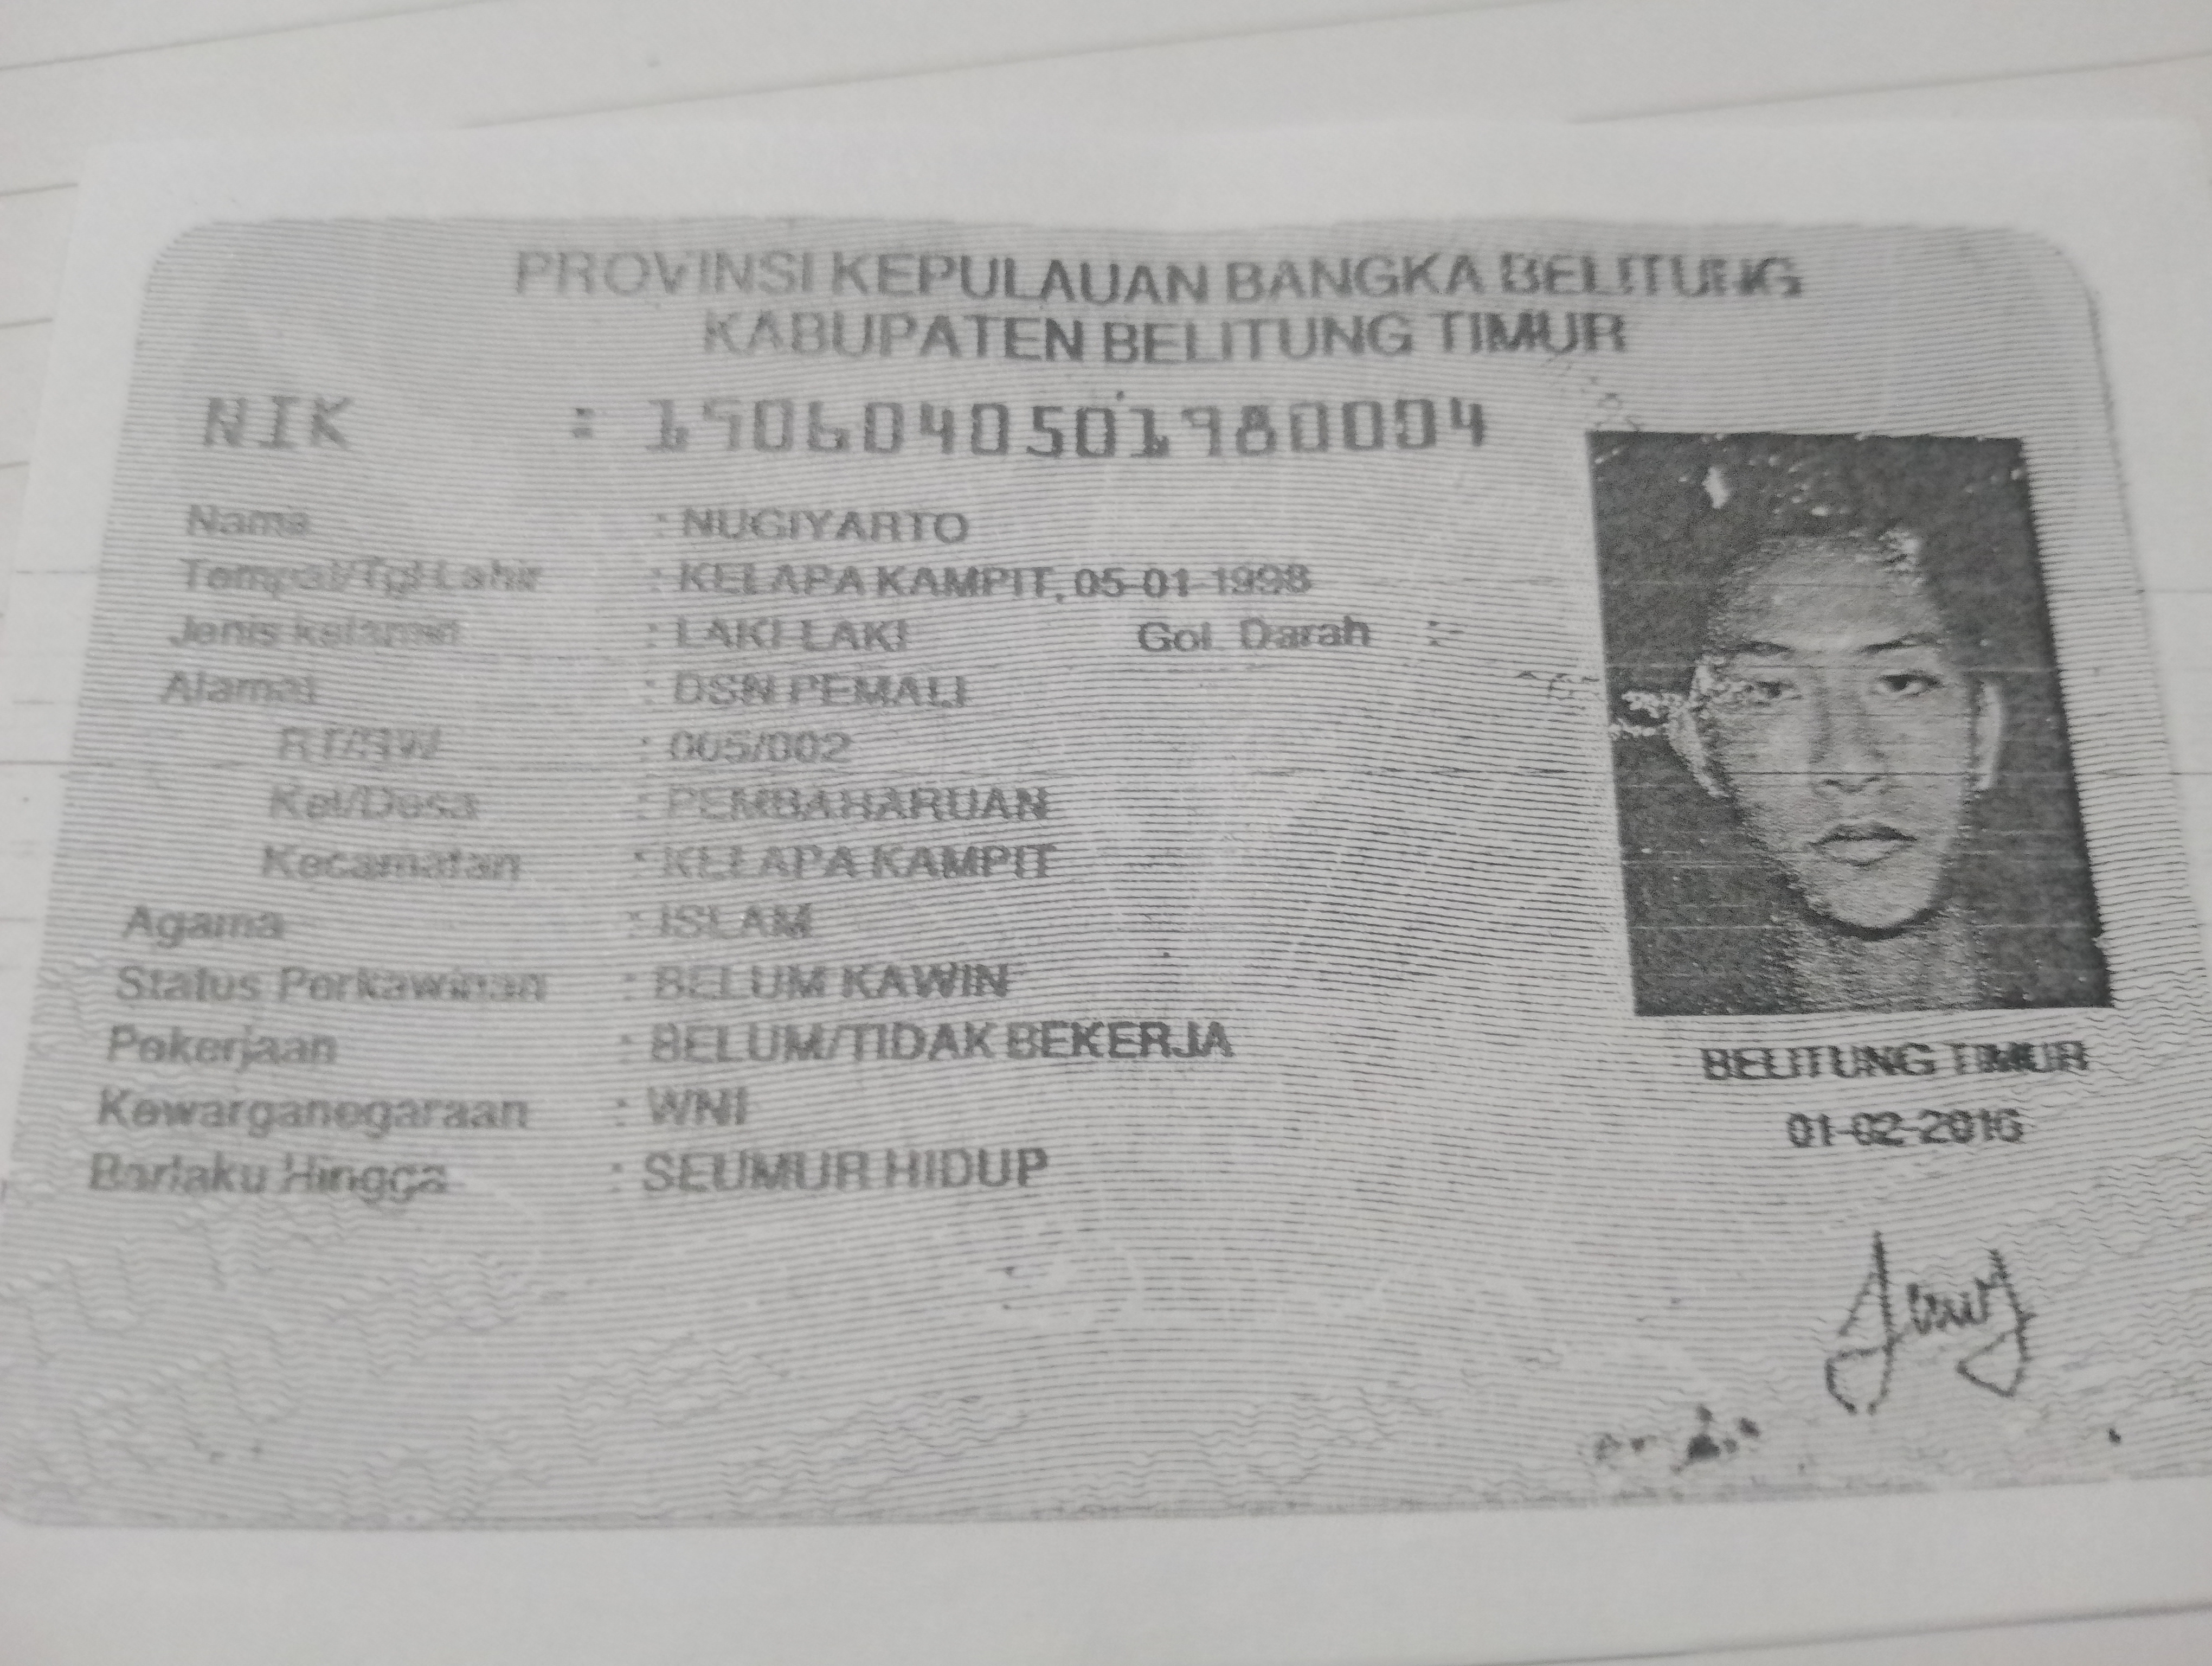 PROVINSI KEPULAUAN BANGKA BELITUNG
KABUPATEN BELITUNG TIMUR
NIK : 1906040501980004
Nama : NUGIYARTO
Tempat/Tgl Lahir : KELAPA KAMPIT, 05-01-1998
Jenis kelamin : LAKI-LAKI Gol. Darah : -
Alamat : DSN PEMALI
RT/RW : 005/002
Kel/Desa : PEMBAHARUAN
Kecamatan : KELAPA KAMPIT
Agama : ISLAM
Status Perkawinan : BELUM KAWIN
Pekerjaan : BELUM/TIDAK BEKERJA
Kewarganegaraan : WNI
Berlaku Hingga : SEUMUR HIDUP
BELITUNG TIMUR
01-02-2016